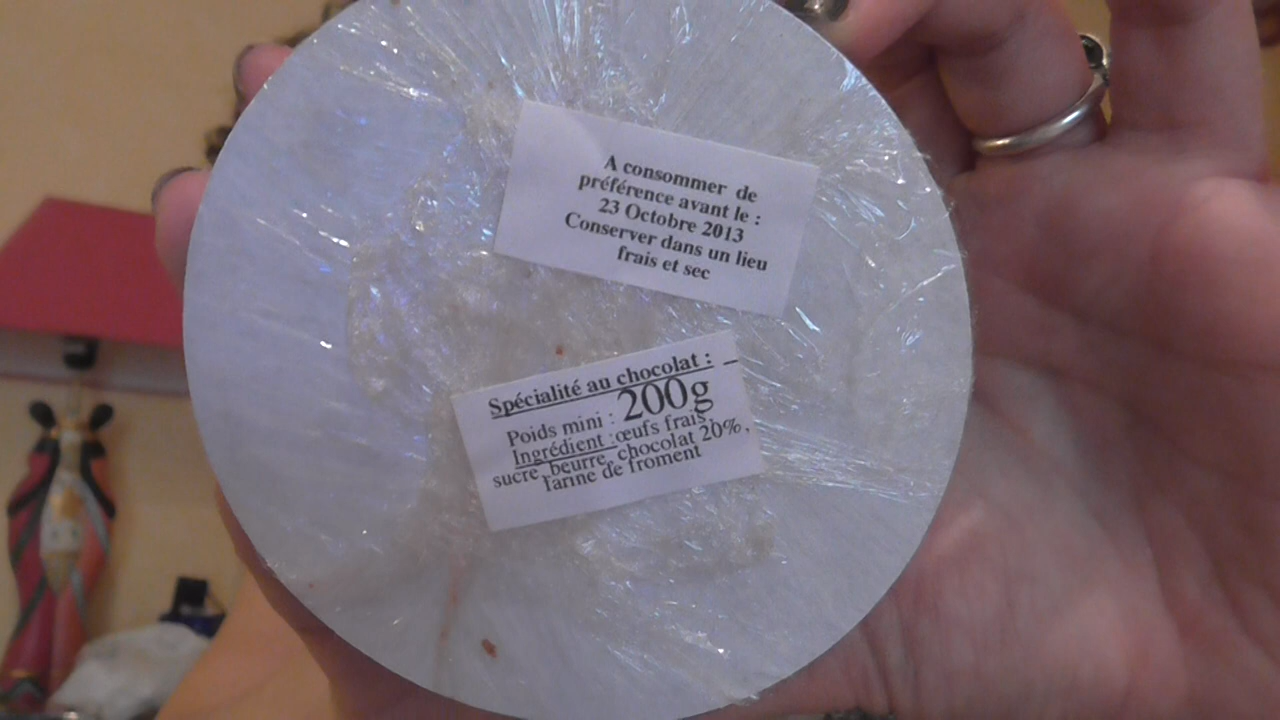 A consommer de
préférence avant le :
23 Octobre 2013
Conserver dans un lieu
frais et sec
Spécialité au chocolat : –
Poids mini : 200g
Ingrédient : œufs frais,
sucre, beurre, chocolat 20%,
farine de froment